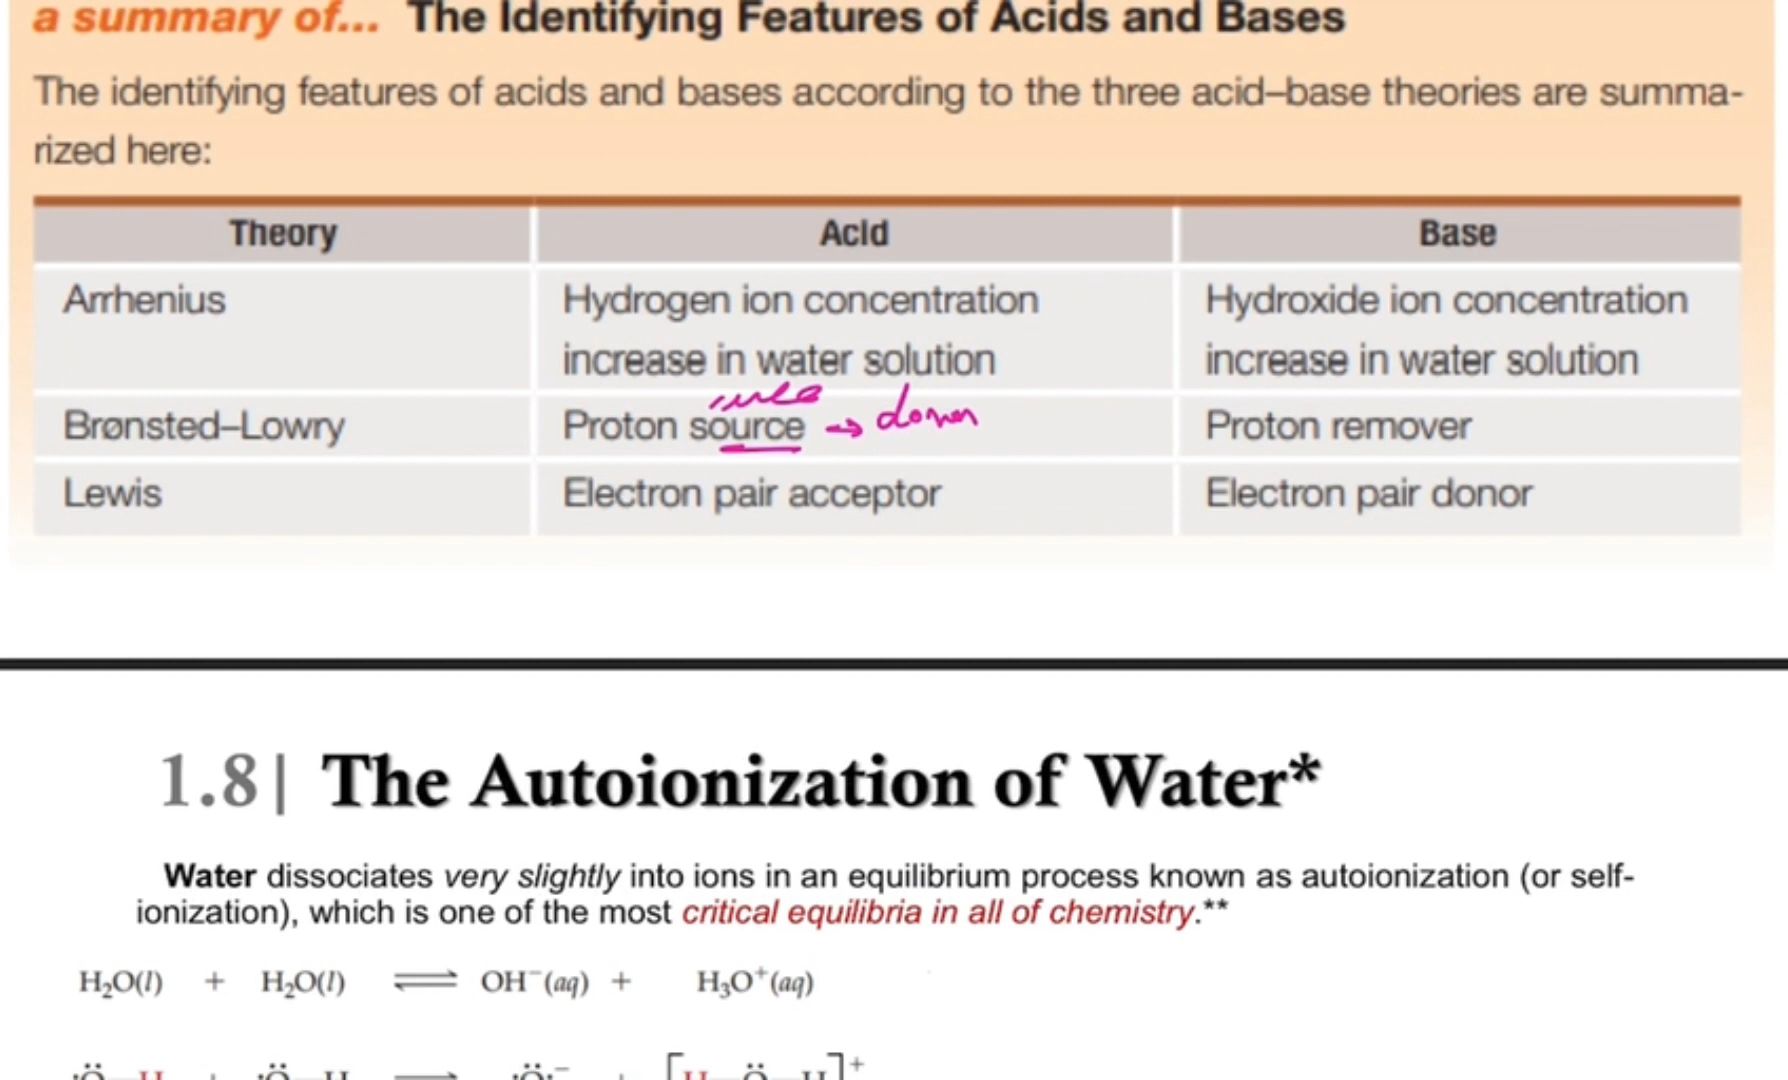 a summary of... The Identifying Features of Acids and Bases
The identifying features of acids and bases according to the three acid–base theories are summa-
rized here:
Theory Acid Base
Arrhenius Hydrogen ion concentration Hydroxide ion concentration
increase in water solution increase in water solution
Brønsted–Lowry Proton source → donor Proton remover
Lewis Electron pair acceptor Electron pair donor
1.8| The Autoionization of Water*
Water dissociates very slightly into ions in an equilibrium process known as autoionization (or self-
ionization), which is one of the most critical equilibria in all of chemistry.**
H₂O(l) + H₂O(l) ⇌ OH⁻(aq) + H₃O⁺(aq)